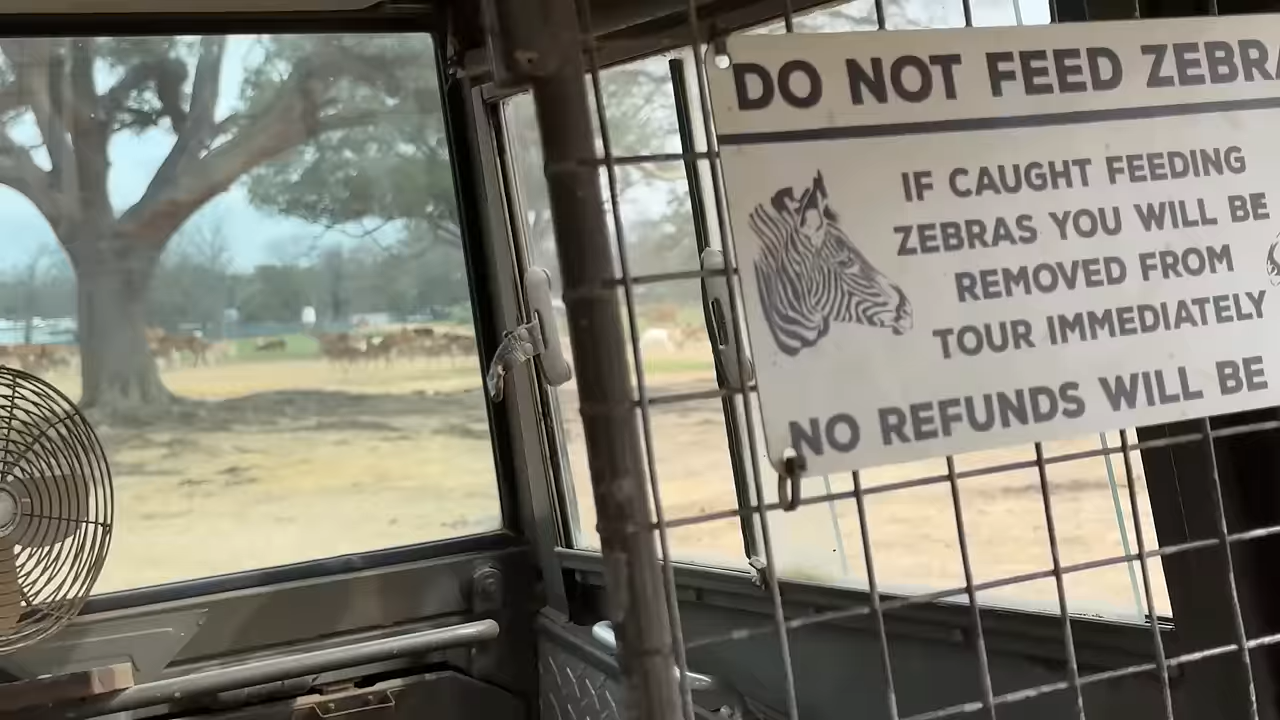 DO NOT FEED ZEBRA
IF CAUGHT FEEDING
ZEBRAS YOU WILL BE
REMOVED FROM
TOUR IMMEDIATELY
NO REFUNDS WILL BE